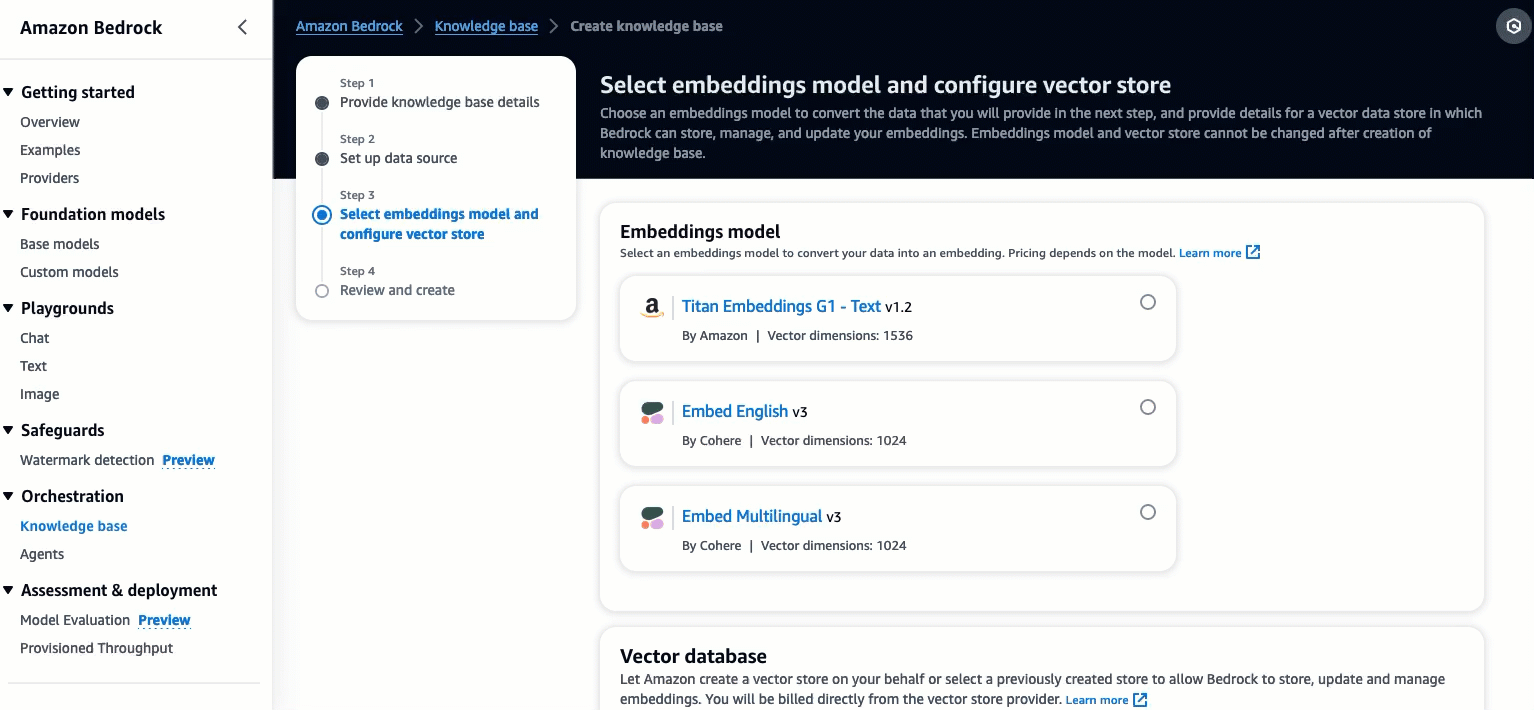 Amazon Bedrock
Getting started
Overview
Examples
Providers
Foundation models
Base models
Custom models
Playgrounds
Chat
Text
Image
Safeguards
Watermark detection Preview
Orchestration
Knowledge base
Agents
Assessment & deployment
Model Evaluation Preview
Provisioned Throughput
Amazon Bedrock > Knowledge base > Create knowledge base
Step 1
Provide knowledge base details
Step 2
Set up data source
Step 3
Select embeddings model and
configure vector store
Step 4
Review and create
Select embeddings model and configure vector store
Choose an embeddings model to convert the data that you will provide in the next step, and provide details for a vector data store in which
Bedrock can store, manage, and update your embeddings. Embeddings model and vector store cannot be changed after creation of
knowledge base.
Embeddings model
Select an embeddings model to convert your data into an embedding. Pricing depends on the model. Learn more
a
Titan Embeddings G1 - Text v1.2
By Amazon | Vector dimensions: 1536
Embed English v3
By Cohere | Vector dimensions: 1024
Embed Multilingual v3
By Cohere | Vector dimensions: 1024
Vector database
Let Amazon create a vector store on your behalf or select a previously created store to allow Bedrock to store, update and manage
embeddings. You will be billed directly from the vector store provider. Learn more